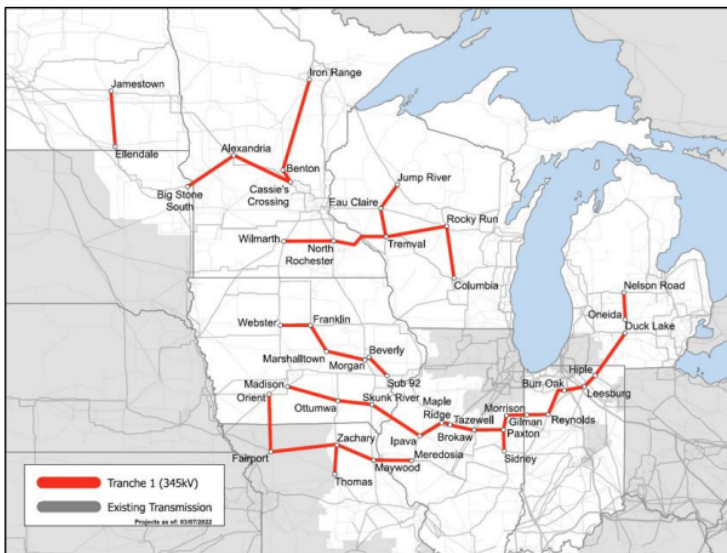 Iron Range
Jamestown
Alexandria
Ellendale
Benton
Jump River
Big Stone
South
Cassie's
Crossing
Eau Claire
Rocky Run
Wilmarth
North
Rochester
Tremval
Columbia
Nelson Road
Oneida
Duck Lake
Webster
Franklin
Marshalltown
Beverly
Morgan
Sub 92
Hiple
Burr Oak
Leesburg
Madison
Orient
Skunk River
Ottumwa
Maple
Ridge
Tazewell
Morrison
Gilman
Reynolds
Ipava
Brokaw
Paxton
Zachary
Fairport
Maywood
Meredosia
Sidney
Thomas
Tranche 1 (345kV)
Existing Transmission
Projects as of: 03/07/2022